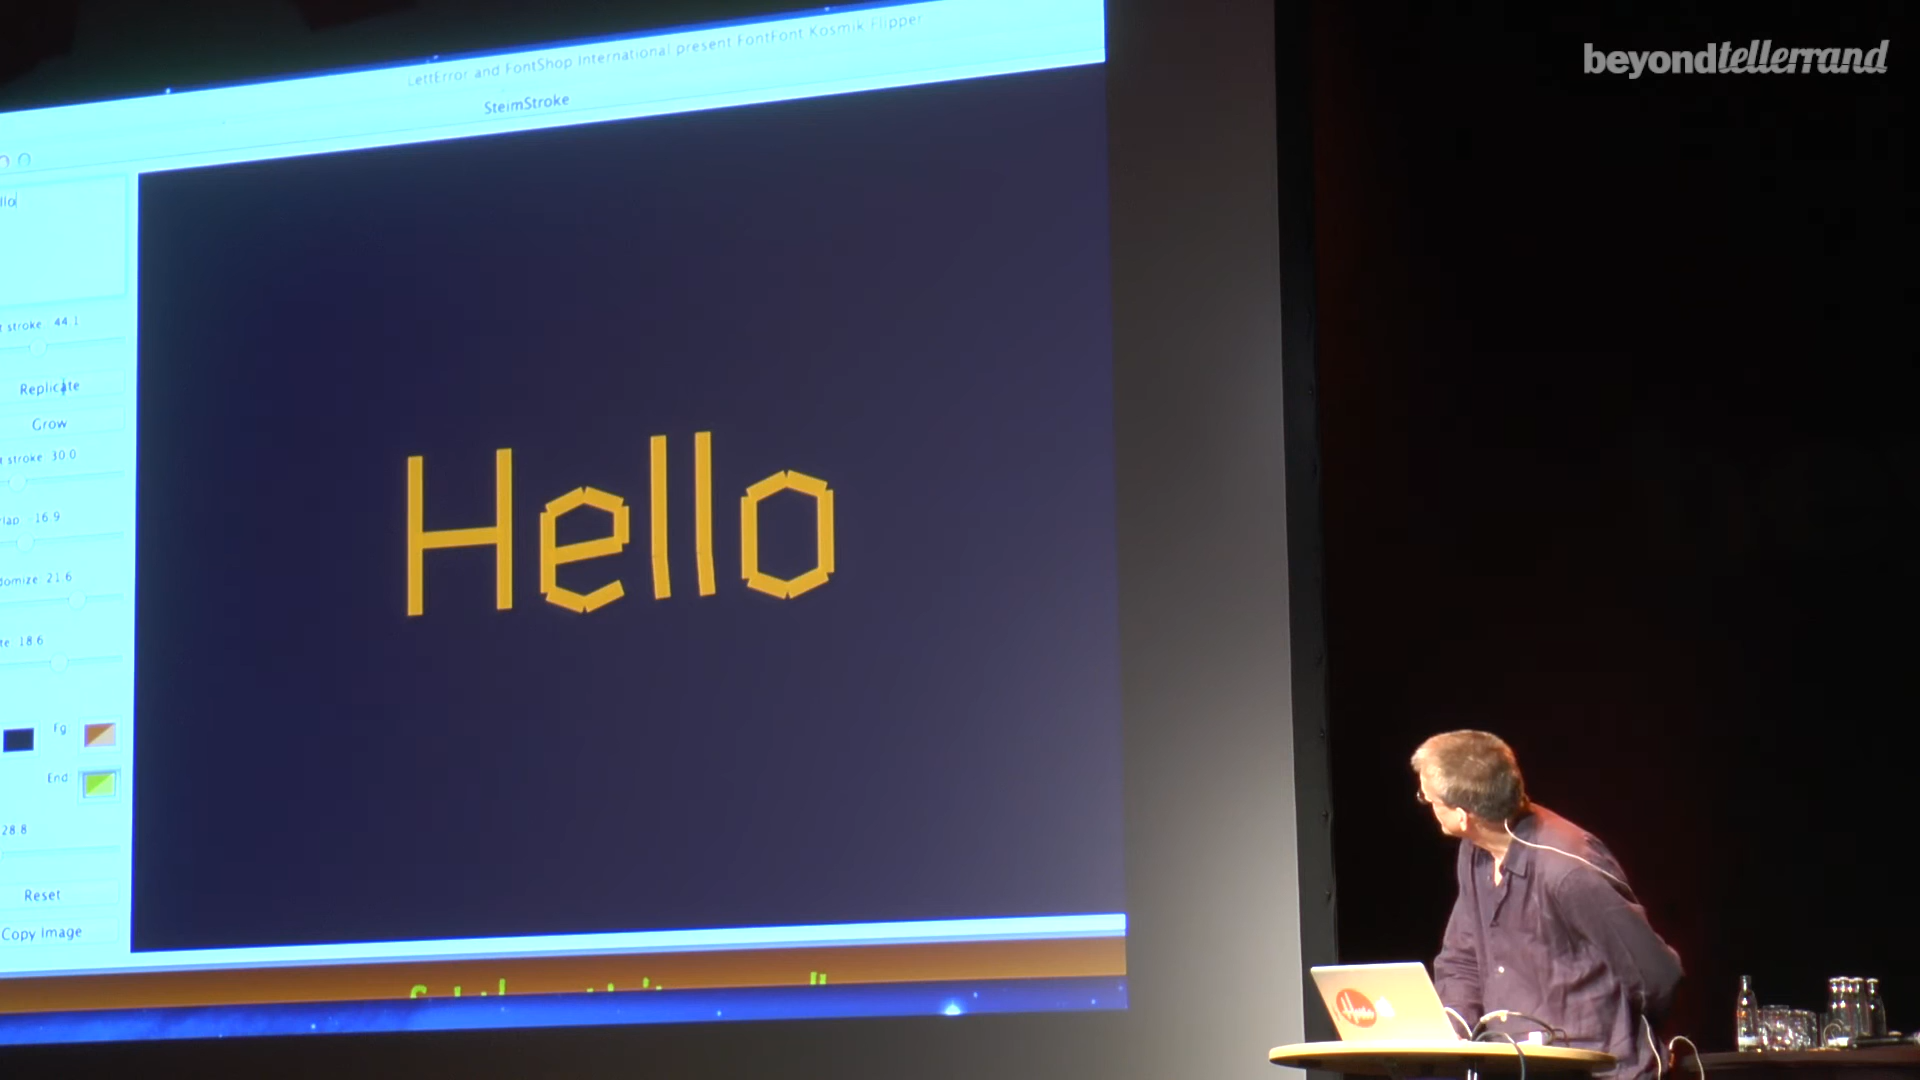 beyondtellerrand
LettError and FontShop International present FontFont Kosmik Flipper
SteimStroke
llo
t stroke 44.1
Replicate
Grow
t stroke 30.0
lap 16.9
domize 21.6
te 18.6
Fg
End
28.8
Reset
Copy Image
Hello